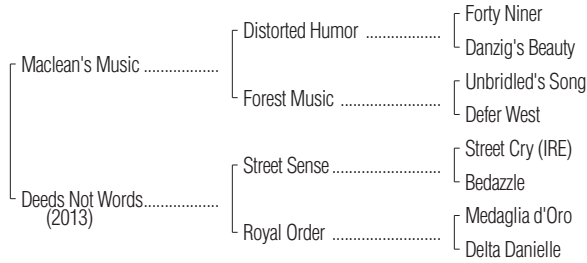 Forty Niner
Distorted Humor ..................
Danzig's Beauty
Maclean's Music ..................
Unbridled's Song
Forest Music ........................
Defer West
Street Cry (IRE)
Street Sense ..........................
Bedazzle
Deeds Not Words..................
(2013)
Medaglia d'Oro
Royal Order ..........................
Delta Danielle